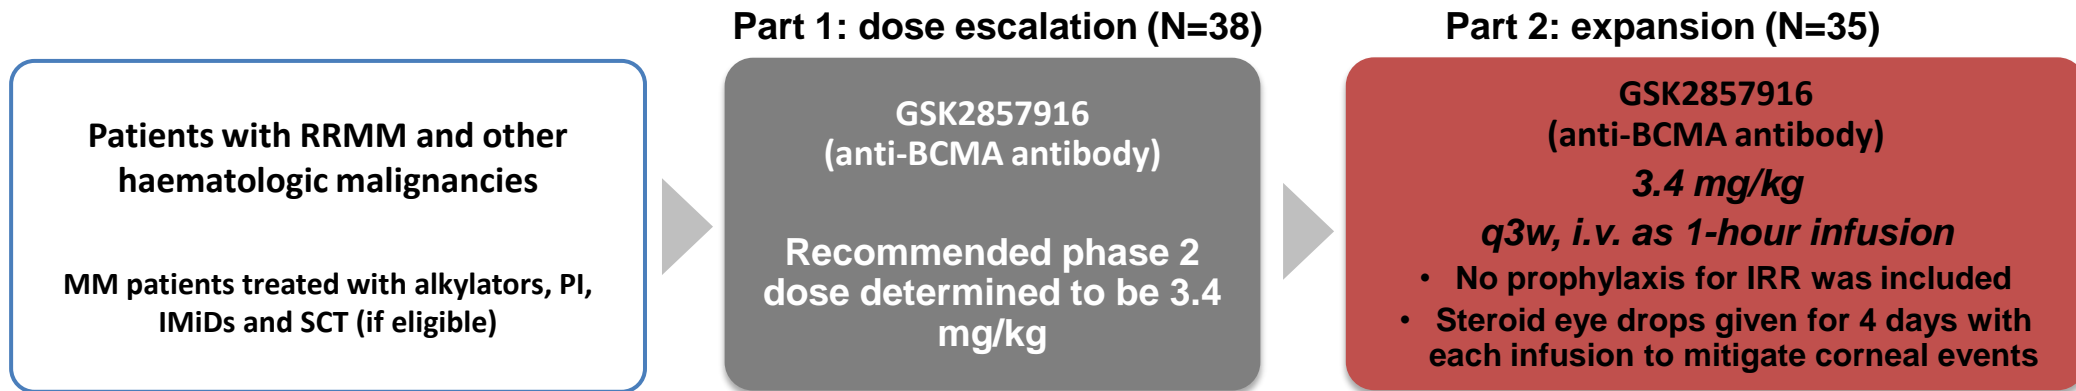 Part 1: dose escalation (N=38)
Part 2: expansion (N=35)
Patients with RRMM and other
haematologic malignancies
MM patients treated with alkylators, PI,
IMiDs and SCT (if eligible)
GSK2857916
(anti-BCMA antibody)
Recommended phase 2
dose determined to be 3.4
mg/kg
GSK2857916
(anti-BCMA antibody)
3.4 mg/kg
q3w, i.v. as 1-hour infusion
• No prophylaxis for IRR was included
• Steroid eye drops given for 4 days with
each infusion to mitigate corneal events